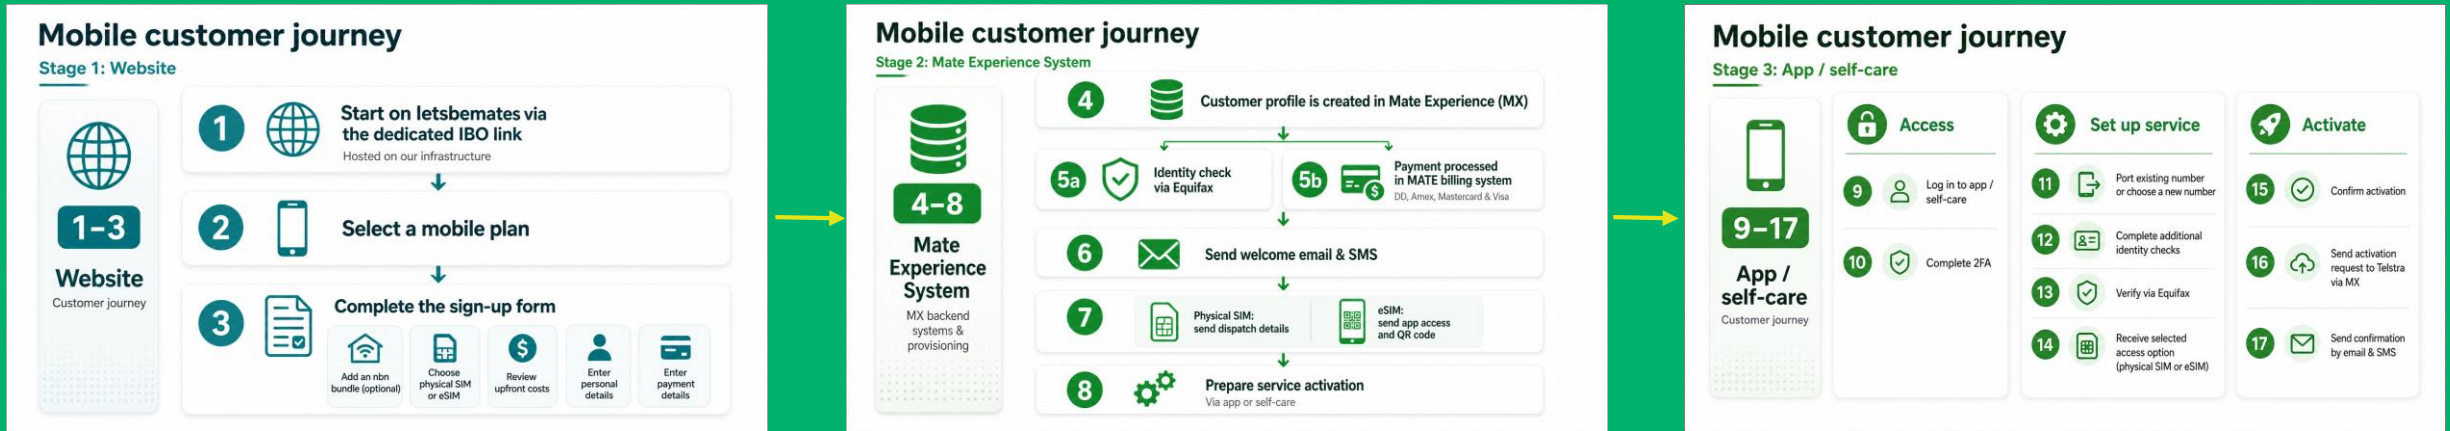 Mobile customer journey
Stage 1: Website
1-3
Website
Customer journey
1
Start on letsbemates via
the dedicated IBO link
Hosted on our infrastructure
2
Select a mobile plan
3
Complete the sign-up form
Add an nbn
bundle (optional)
Choose
physical SIM
or eSIM
$
Review
upfront costs
Enter
personal
details
Enter
payment
details
Mobile customer journey
Stage 2: Mate Experience System
4-8
Mate
Experience
System
MX backend
systems &
provisioning
4
Customer profile is created in Mate Experience (MX)
5a
Identity check
via Equifax
5b
$
Payment processed
in MATE billing system
DD, Amex, Mastercard & Visa
6
Send welcome email & SMS
7
Physical SIM:
send dispatch details
eSIM:
send app access
and QR code
8
Prepare service activation
Via app or self-care
Mobile customer journey
Stage 3: App / self-care
9-17
App /
self-care
Customer journey
Access
9
Log in to app /
self-care
10
Complete 2FA
Set up service
11
Port existing number
or choose a new number
12
Complete additional
identity checks
13
Verify via Equifax
14
Receive selected
access option
(physical SIM or eSIM)
Activate
15
Confirm activation
16
Send activation
request to Telstra
via MX
17
Send confirmation
by email & SMS